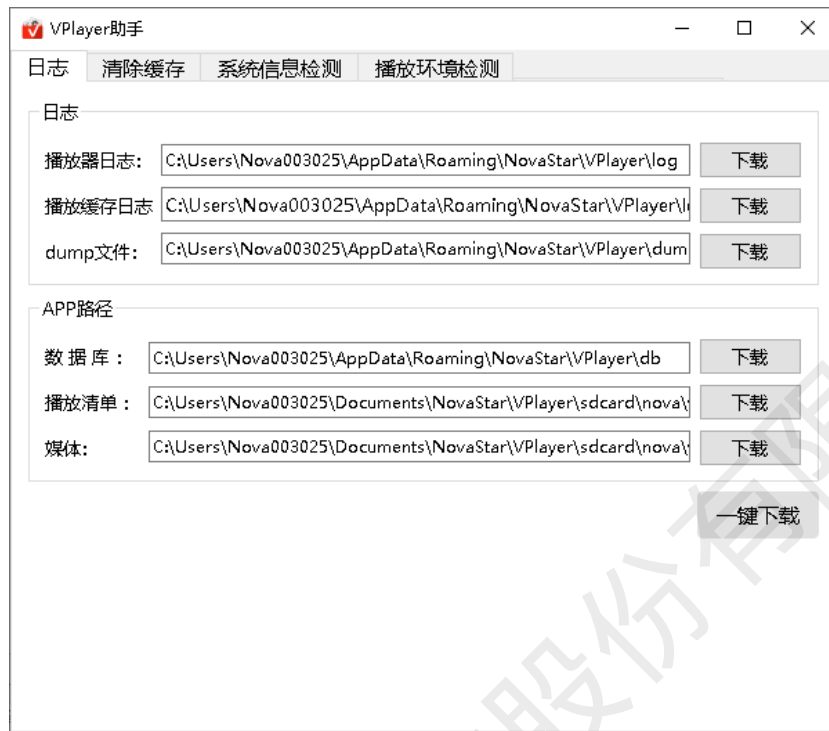 VPlayer助手
日志 清除缓存 系统信息检测 播放环境检测
日志
播放器日志: C:\Users\Nova003025\AppData\Roaming\NovaStar\VPlayer\log 下载
播放缓存日志 C:\Users\Nova003025\AppData\Roaming\NovaStar\VPlayer\l 下载
dump文件: C:\Users\Nova003025\AppData\Roaming\NovaStar\VPlayer\dum 下载
APP路径
数据库: C:\Users\Nova003025\AppData\Roaming\NovaStar\VPlayer\db 下载
播放清单: C:\Users\Nova003025\Documents\NovaStar\VPlayer\sdcard\nova\ 下载
媒体: C:\Users\Nova003025\Documents\NovaStar\VPlayer\sdcard\nova\ 下载
一键下载
股份有限